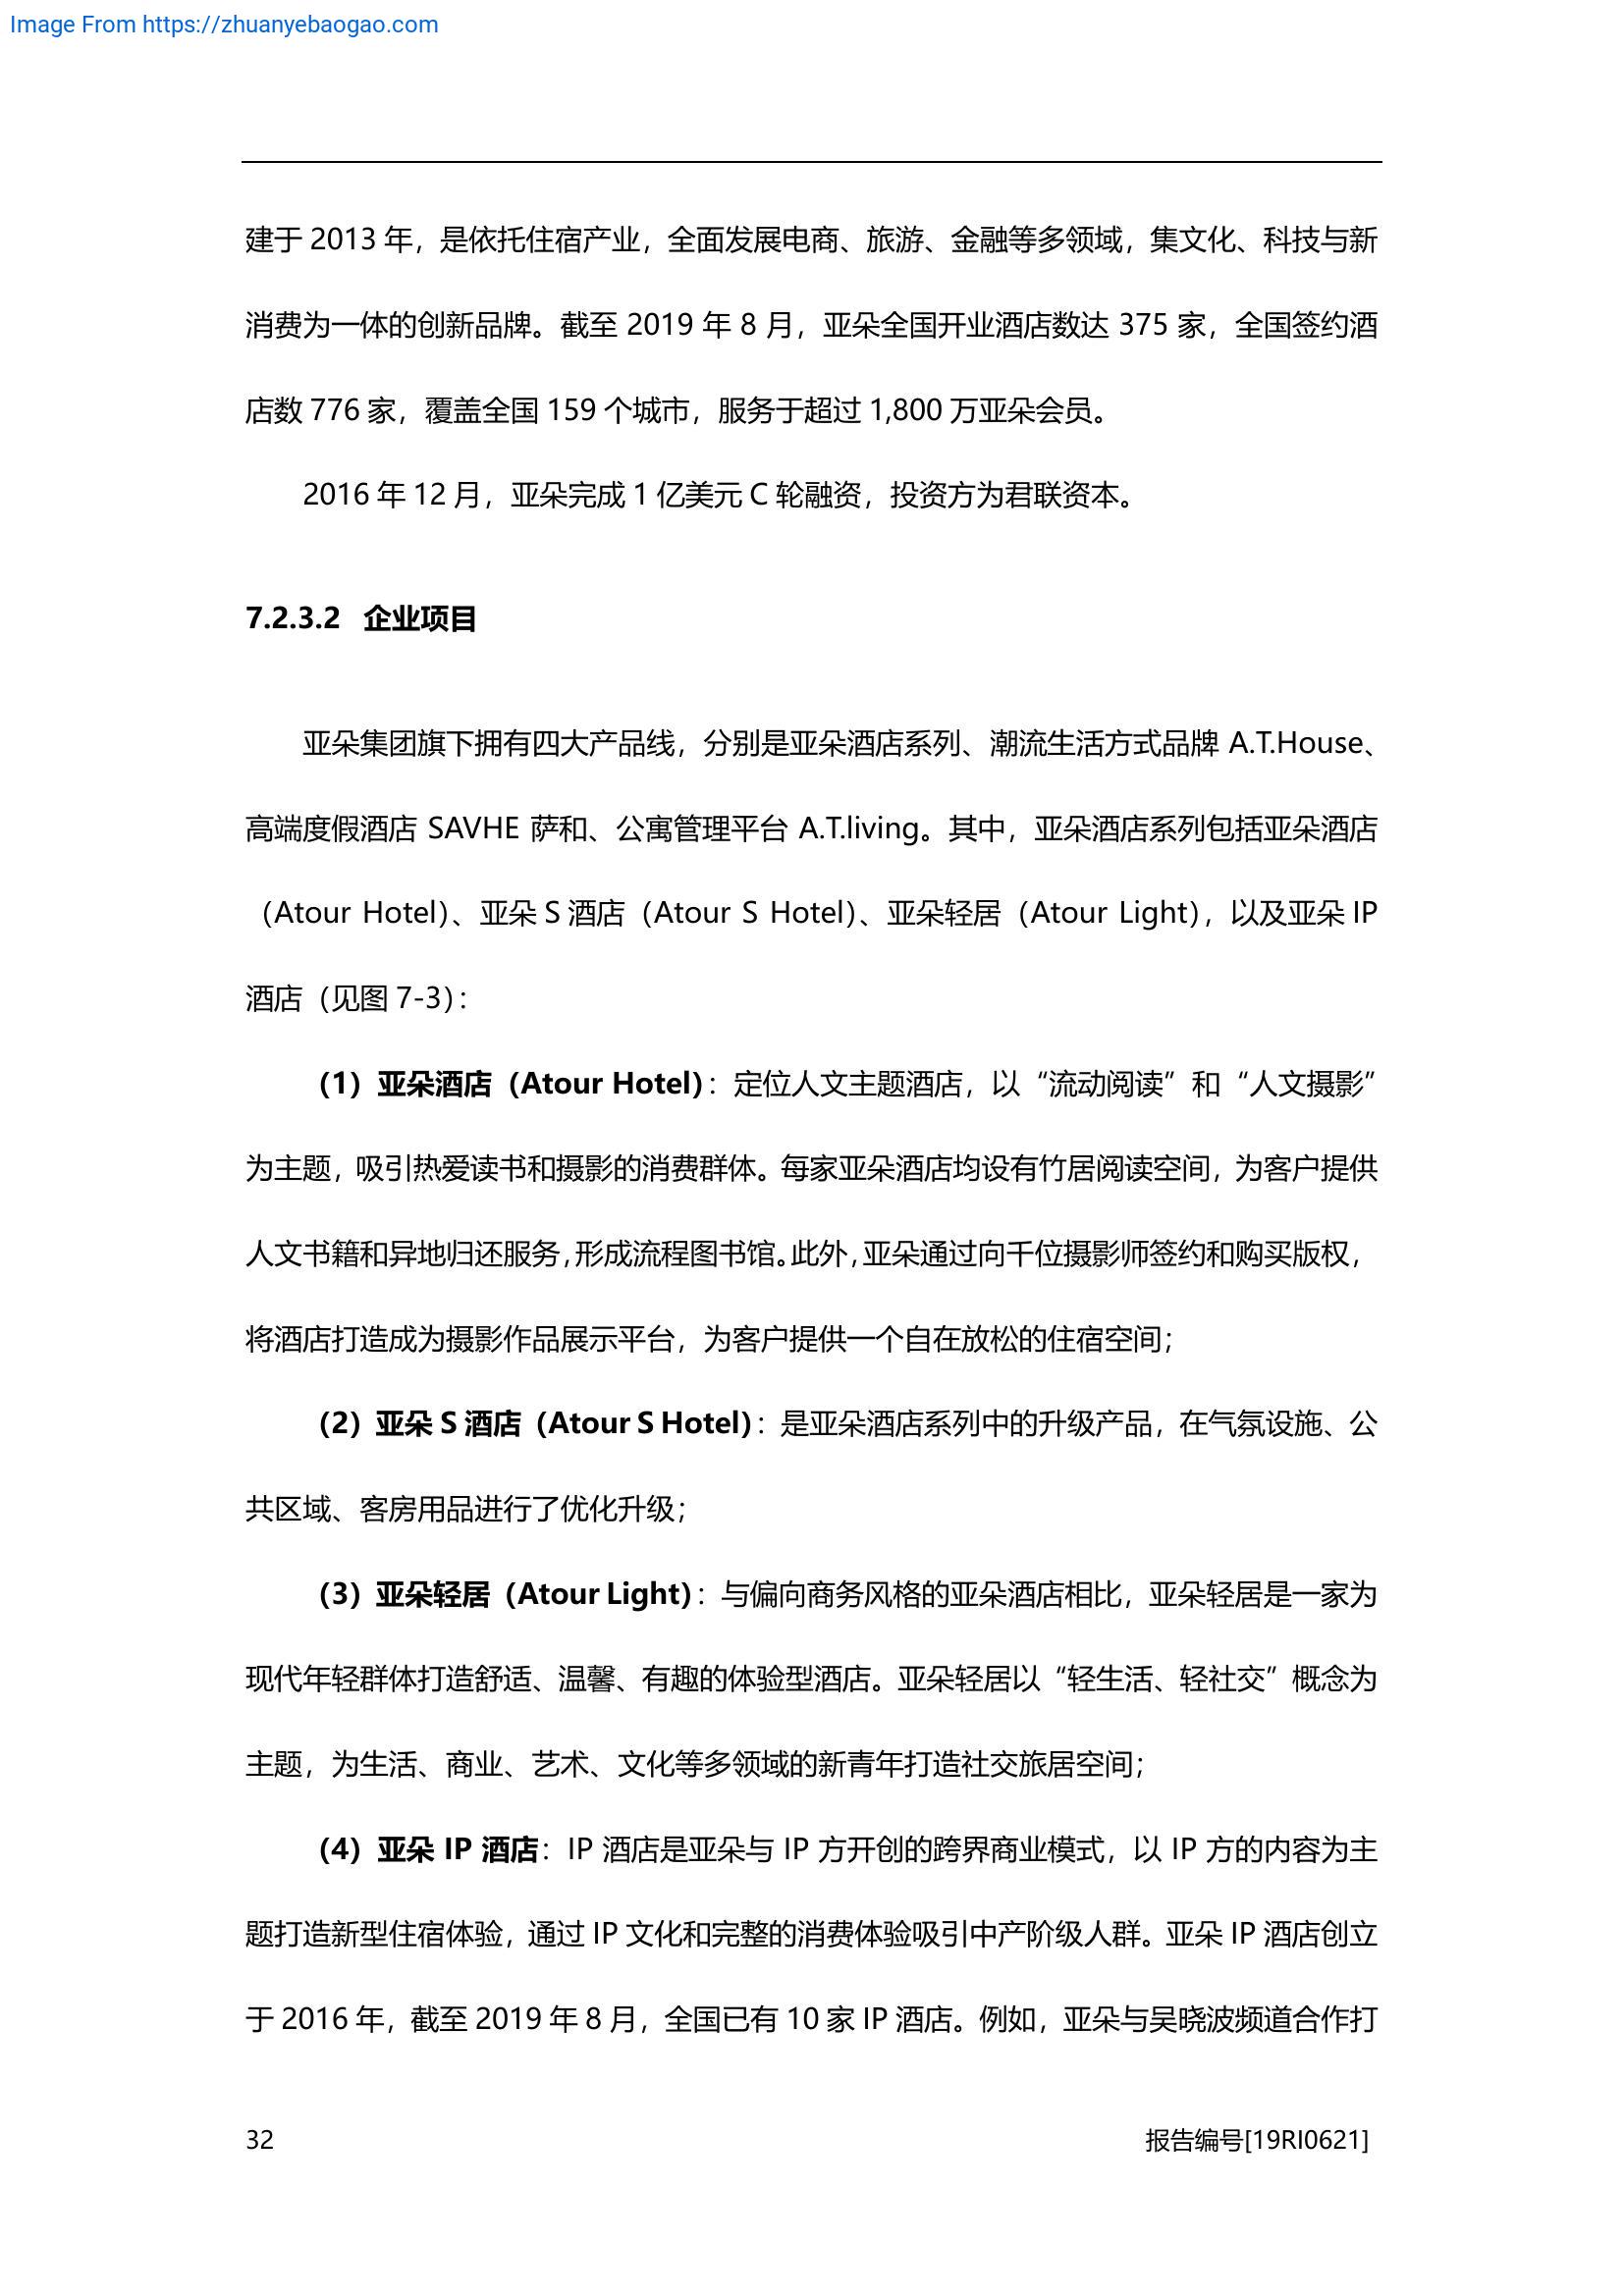 Image From https://zhuanyebaogao.com
建于 2013 年，是依托住宿产业，全面发展电商、旅游、金融等多领域，集文化、科技与新
消费为一体的创新品牌。截至 2019 年 8 月，亚朵全国开业酒店数达 375 家，全国签约酒
店数 776 家，覆盖全国 159 个城市，服务于超过 1,800 万亚朵会员。
2016 年 12 月，亚朵完成 1 亿美元 C 轮融资，投资方为君联资本。
7.2.3.2 企业项目
亚朵集团旗下拥有四大产品线，分别是亚朵酒店系列、潮流生活方式品牌 A.T.House、
高端度假酒店 SAVHE 萨和、公寓管理平台 A.T.living。其中，亚朵酒店系列包括亚朵酒店
（Atour Hotel）、亚朵 S 酒店（Atour S Hotel）、亚朵轻居（Atour Light），以及亚朵 IP
酒店（见图 7-3）：
（1）亚朵酒店（Atour Hotel）：定位人文主题酒店，以“流动阅读”和“人文摄影”
为主题，吸引热爱读书和摄影的消费群体。每家亚朵酒店均设有竹居阅读空间，为客户提供
人文书籍和异地归还服务，形成流程图书馆。此外，亚朵通过向千位摄影师签约和购买版权，
将酒店打造成为摄影作品展示平台，为客户提供一个自在放松的住宿空间；
（2）亚朵 S 酒店（Atour S Hotel）：是亚朵酒店系列中的升级产品，在气氛设施、公
共区域、客房用品进行了优化升级；
（3）亚朵轻居（Atour Light）：与偏向商务风格的亚朵酒店相比，亚朵轻居是一家为
现代年轻群体打造舒适、温馨、有趣的体验型酒店。亚朵轻居以“轻生活、轻社交”概念为
主题，为生活、商业、艺术、文化等多领域的新青年打造社交旅居空间；
（4）亚朵 IP 酒店：IP 酒店是亚朵与 IP 方开创的跨界商业模式，以 IP 方的内容为主
题打造新型住宿体验，通过 IP 文化和完整的消费体验吸引中产阶级人群。亚朵 IP 酒店创立
于 2016 年，截至 2019 年 8 月，全国已有 10 家 IP 酒店。例如，亚朵与吴晓波频道合作打
32 报告编号[19RI0621]